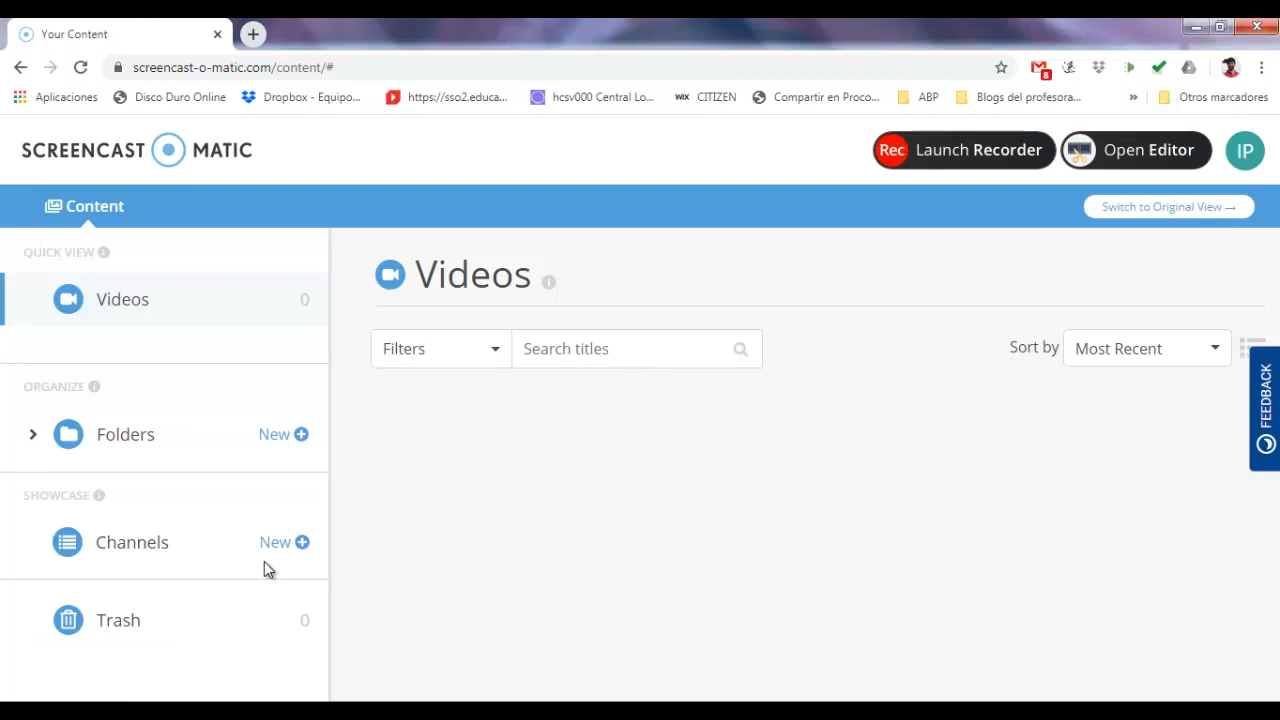 Your Content
screencast-o-matic.com/content/#
8
Aplicaciones
Disco Duro Online
Dropbox - Equipo...
https://sso2.educa...
hcsv000 Central Lo...
WIX CITIZEN
Compartir en Proco...
ABP
Blogs del profesora...
»
Otros marcadores
SCREENCAST MATIC
Rec Launch Recorder
Open Editor
IP
Content
Switch to Original View →
QUICK VIEW
Videos 0
ORGANIZE
Folders New
SHOWCASE
Channels New
Trash 0
Videos
Filters
Search titles
Sort by
Most Recent
FEEDBACK